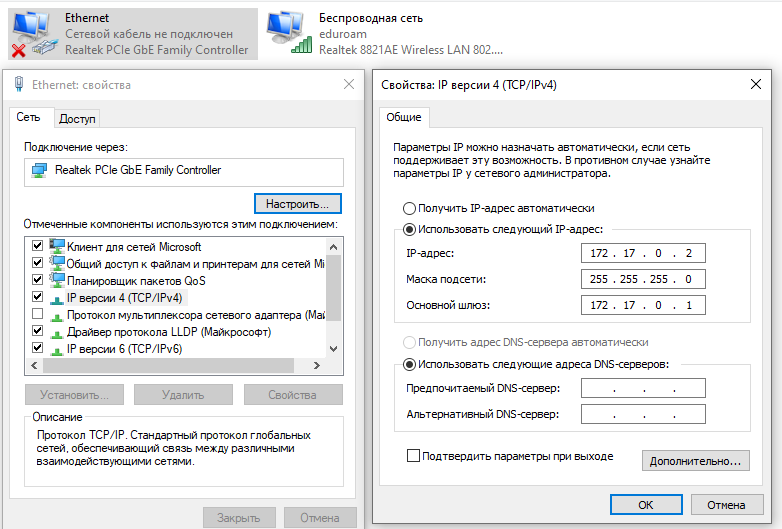 Ethernet
Сетевой кабель не подключен
Realtek PCIe GbE Family Controller
Беспроводная сеть
eduroam
Realtek 8821AE Wireless LAN 802....
Ethernet: свойства
Сеть
Доступ
Подключение через:
Realtek PCIe GbE Family Controller
Настроить...
Отмеченные компоненты используются этим подключением:
Клиент для сетей Microsoft
Общий доступ к файлам и принтерам для сетей Mi
Планировщик пакетов QoS
IP версии 4 (TCP/IPv4)
Протокол мультиплексора сетевого адаптера (Май
Драйвер протокола LLDP (Майкрософт)
IP версии 6 (TCP/IPv6)
Установить...
Удалить
Свойства
Описание
Протокол TCP/IP. Стандартный протокол глобальных
сетей, обеспечивающий связь между различными
взаимодействующими сетями.
Закрыть
Отмена
Свойства: IP версии 4 (TCP/IPv4)
Общие
Параметры IP можно назначать автоматически, если сеть
поддерживает эту возможность. В противном случае узнайте
параметры IP у сетевого администратора.
Получить IP-адрес автоматически
Использовать следующий IP-адрес:
IP-адрес:
172 . 17 . 0 . 2
Маска подсети:
255 . 255 . 255 . 0
Основной шлюз:
172 . 17 . 0 . 1
Получить адрес DNS-сервера автоматически
Использовать следующие адреса DNS-серверов:
Предпочитаемый DNS-сервер:
. . .
Альтернативный DNS-сервер:
. . .
Подтвердить параметры при выходе
Дополнительно...
ОК
Отмена